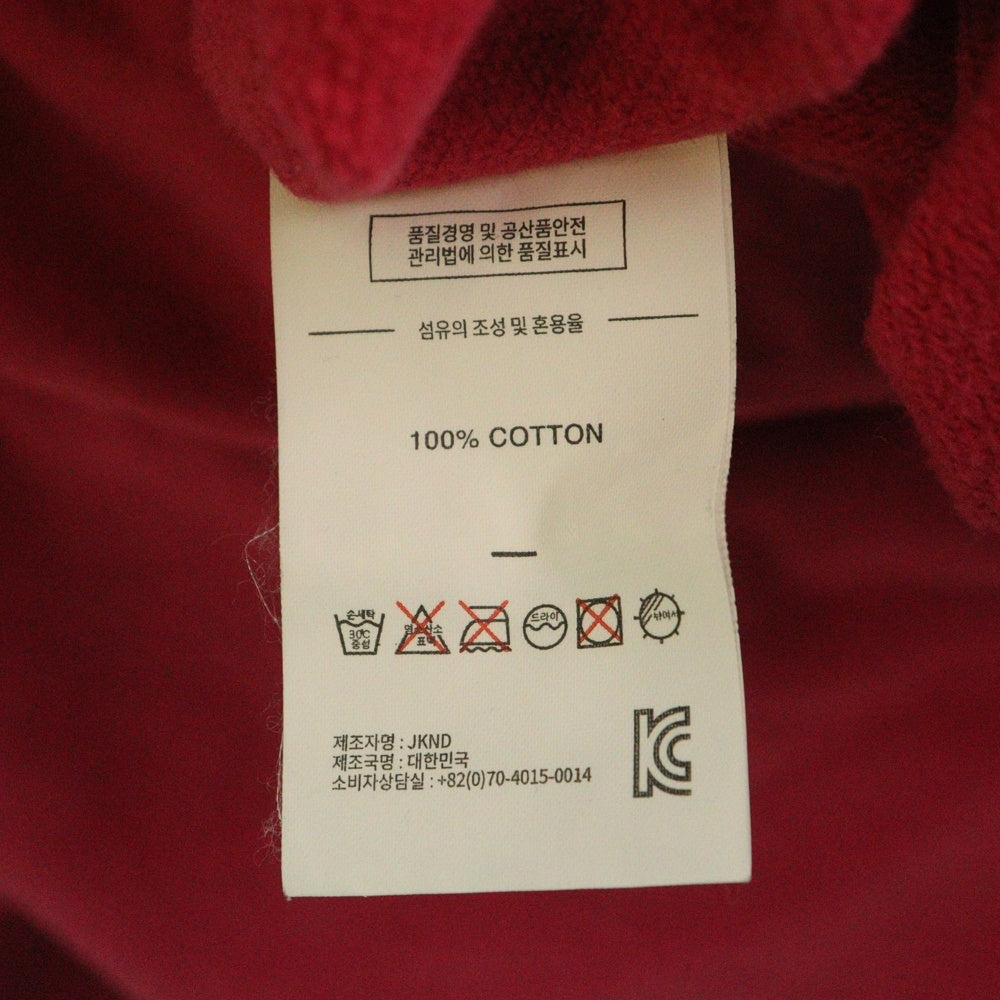 품질경영 및 공산품안전
관리법에 의한 품질표시
섬유의 조성 및 혼용율
100% COTTON
손세탁
30℃
중성
드라이
제조자명 : JKND
제조국명 : 대한민국
소비자상담실 : +82(0)70-4015-0014